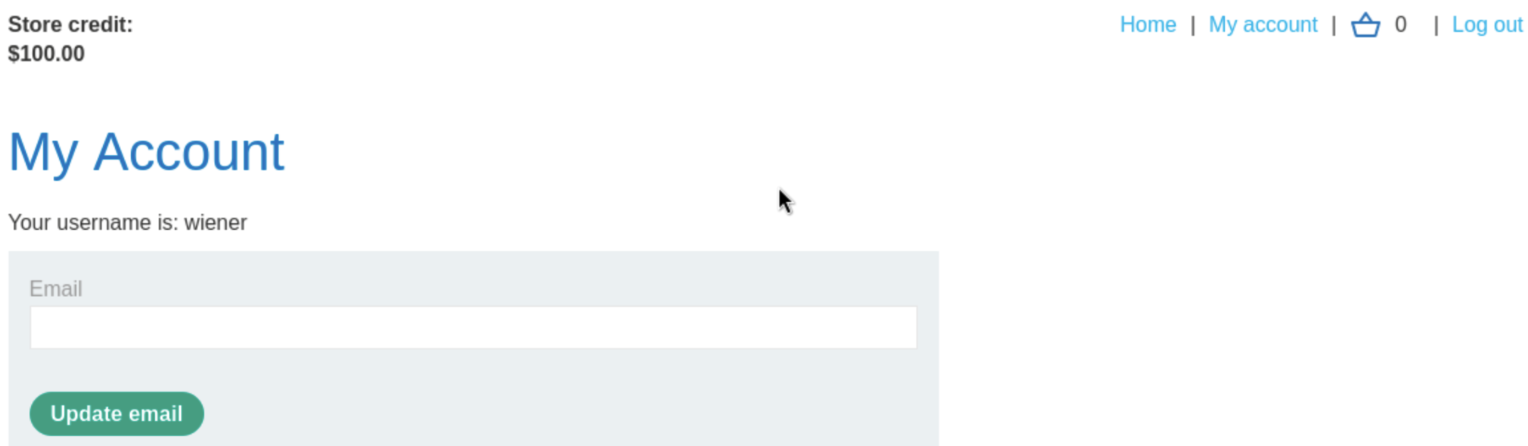 Store credit:
$100.00
Home | My account | 0 | Log out
My Account
Your username is: wiener
Email
Update email